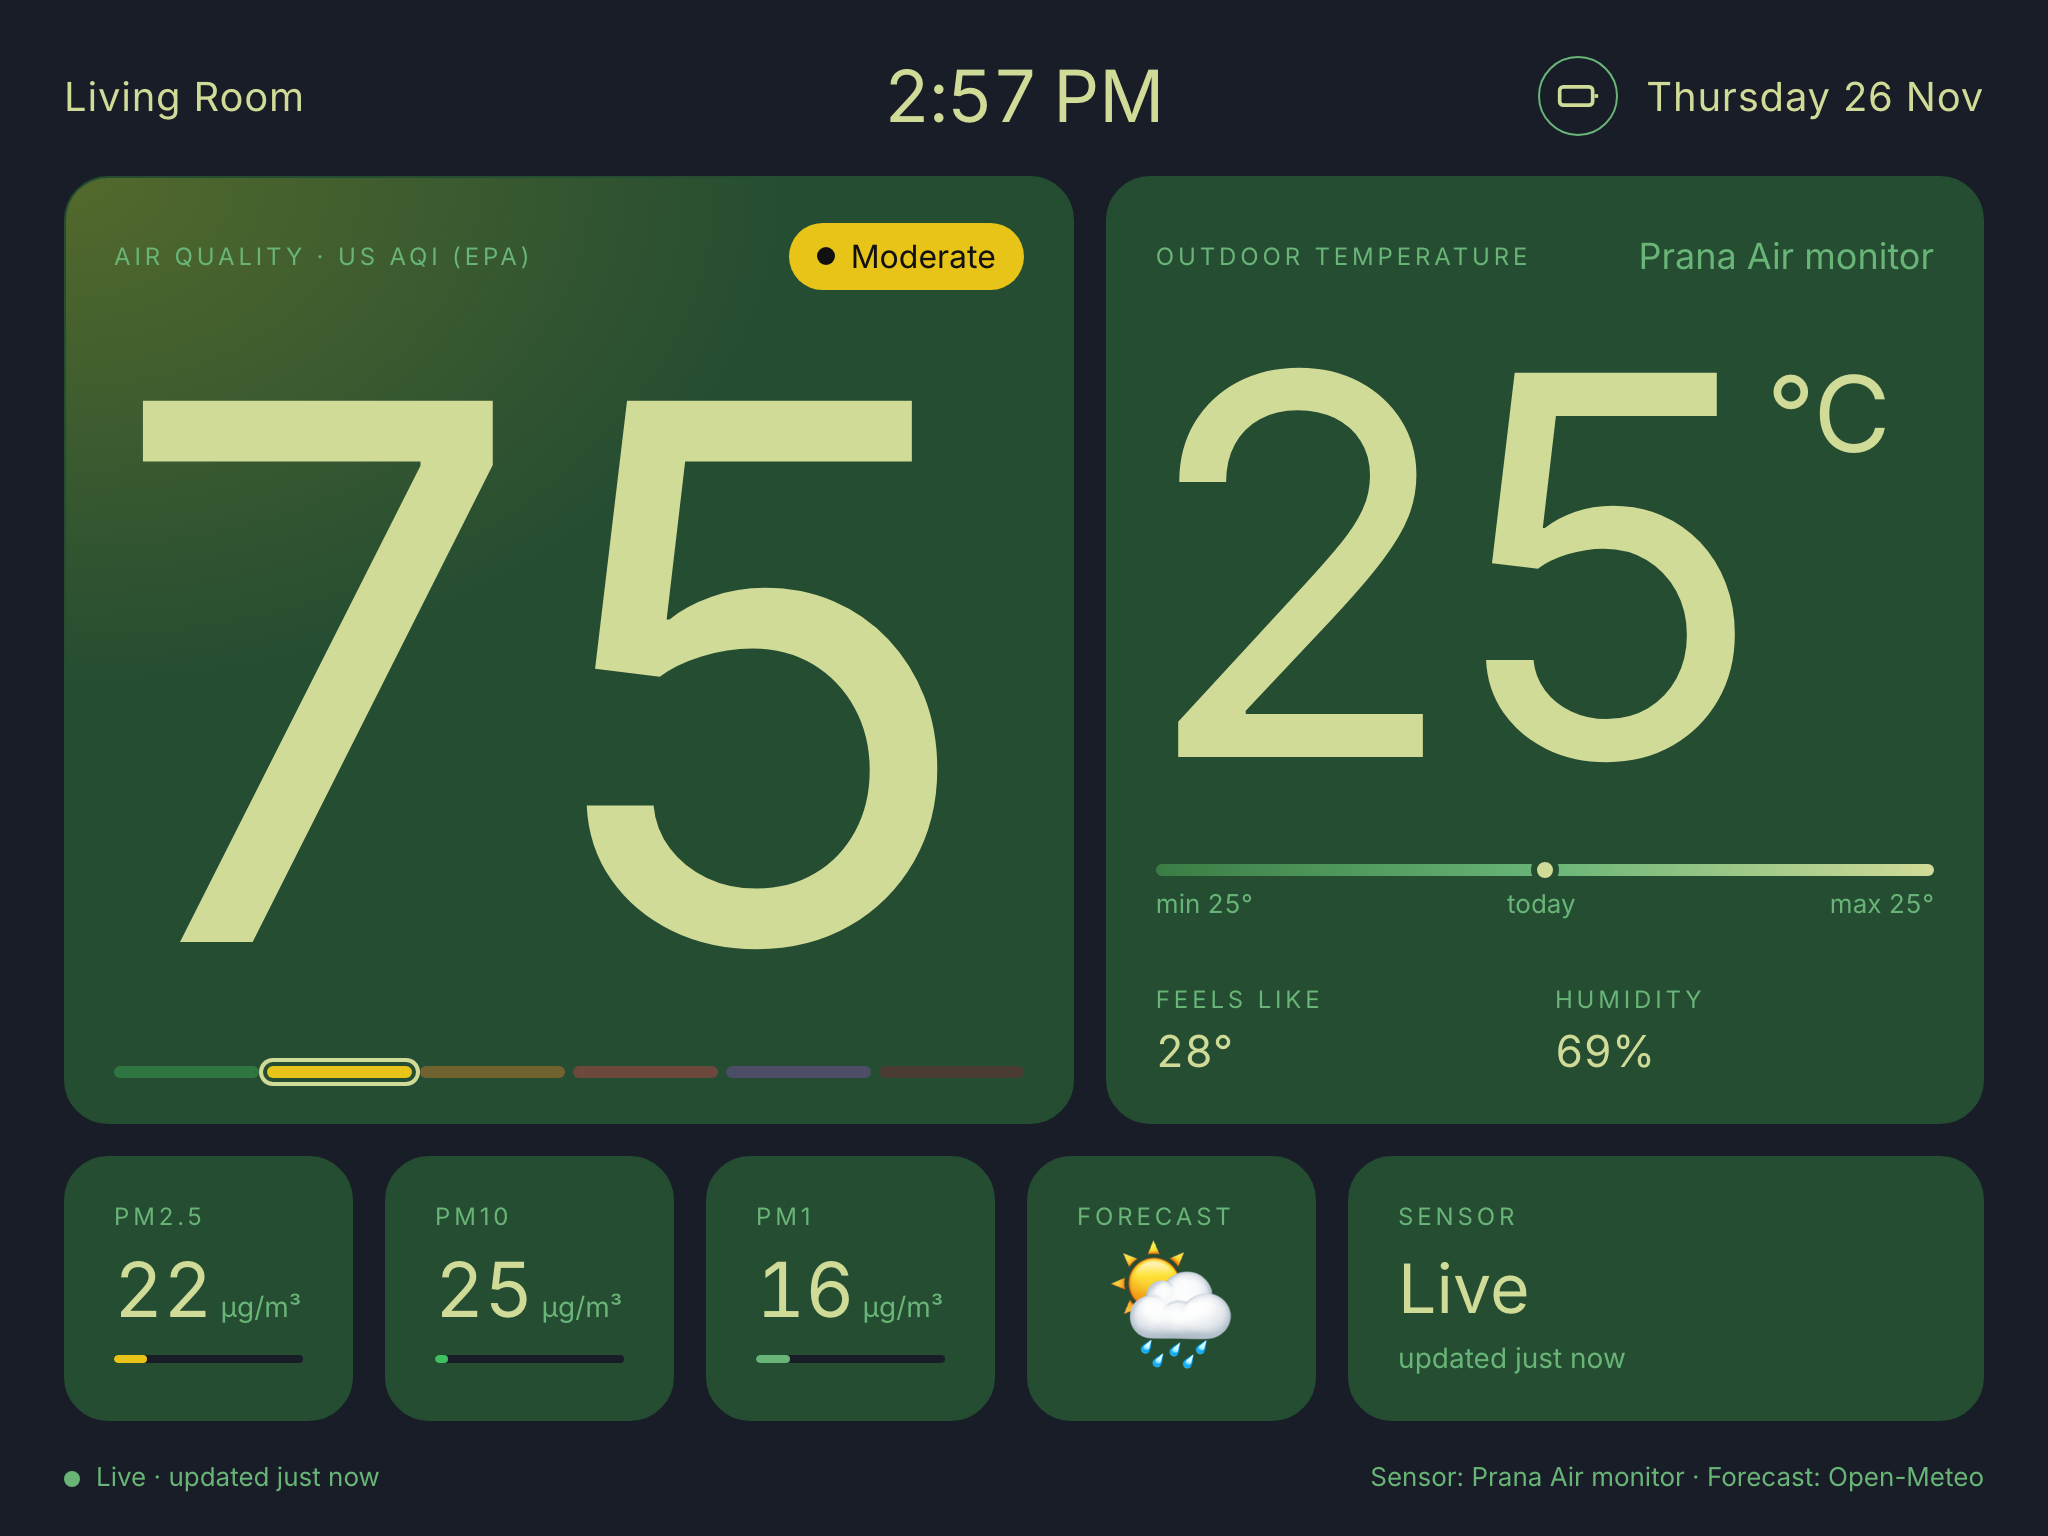 Living Room
2:57 PM
Thursday 26 Nov
AIR QUALITY · US AQI (EPA)
Moderate
75
OUTDOOR TEMPERATURE
Prana Air monitor
25 °C
min 25°
today
max 25°
FEELS LIKE
28°
HUMIDITY
69%
PM2.5
22 µg/m³
PM10
25 µg/m³
PM1
16 µg/m³
FORECAST
SENSOR
Live
updated just now
Live · updated just now
Sensor: Prana Air monitor · Forecast: Open-Meteo